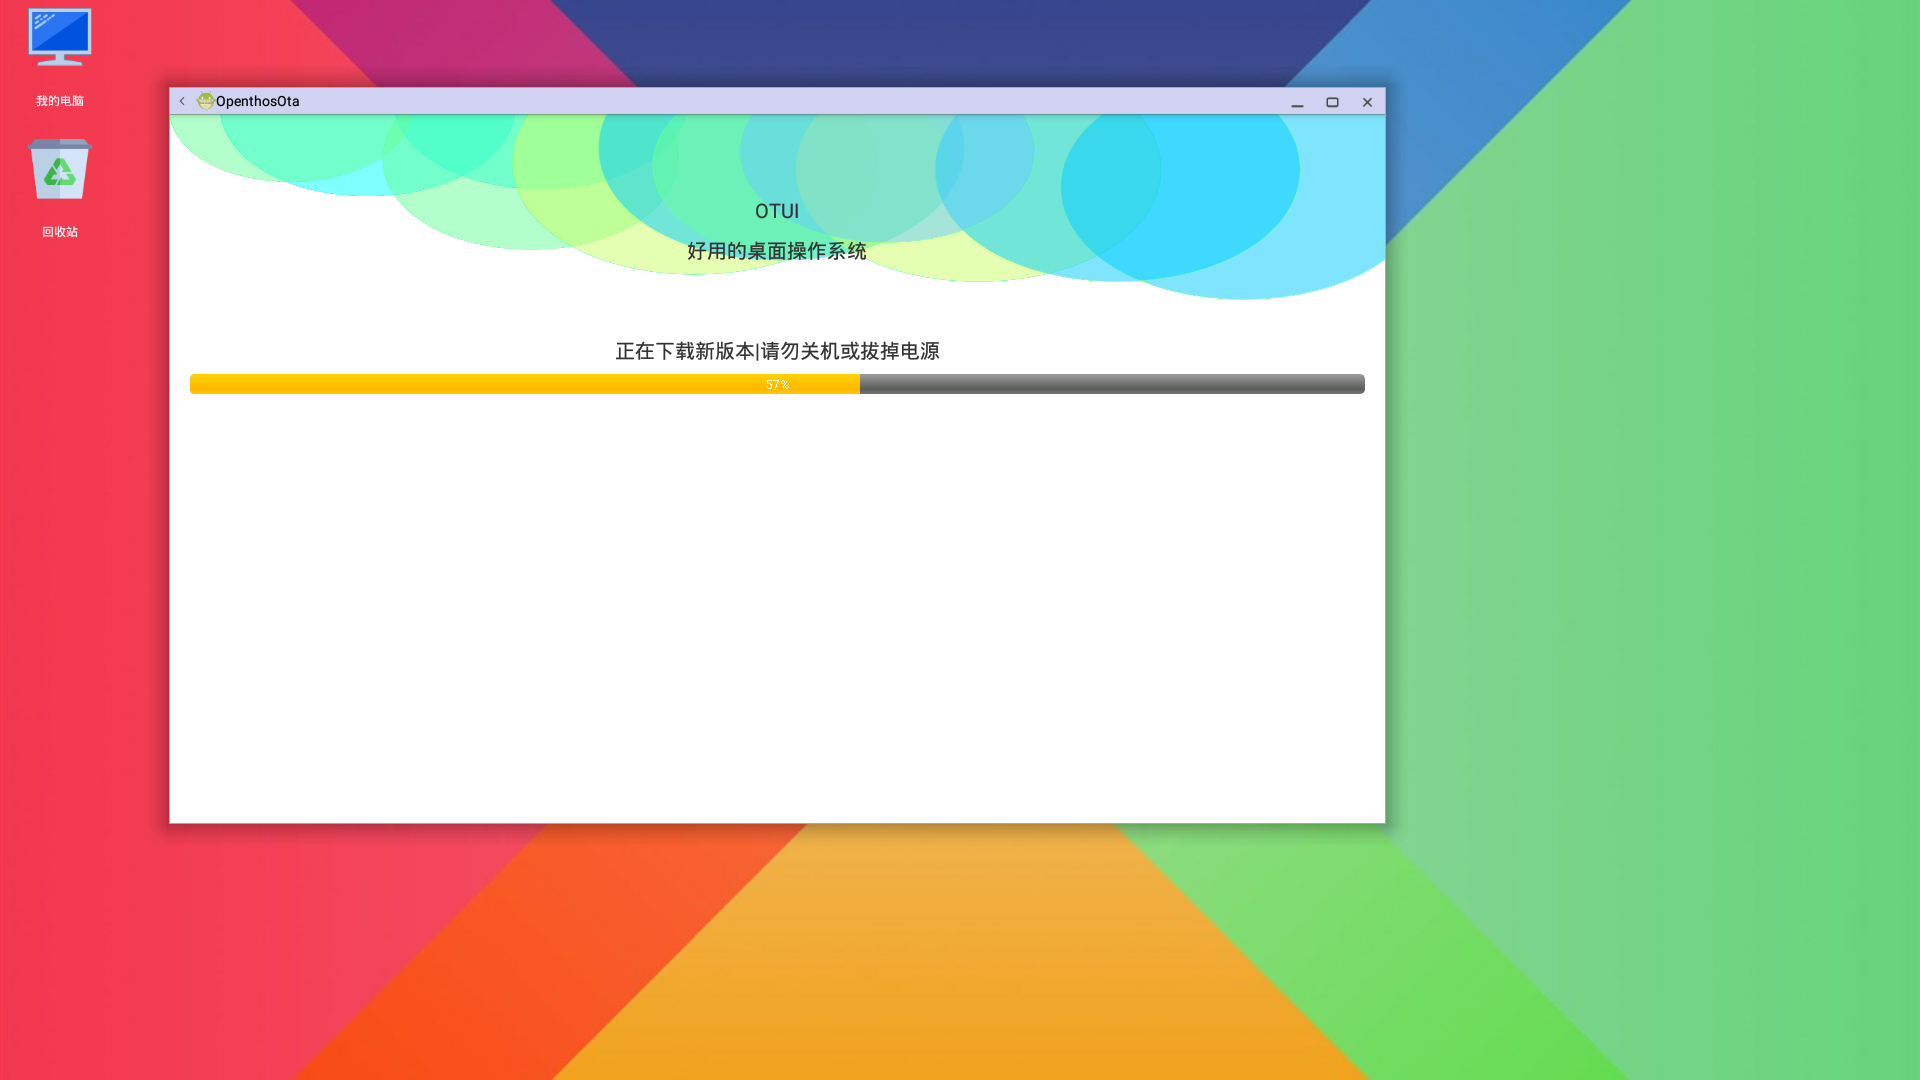 我的电脑
回收站
OpenthosOta
OTUI
好用的桌面操作系统
正在下载新版本|请勿关机或拔掉电源
57%